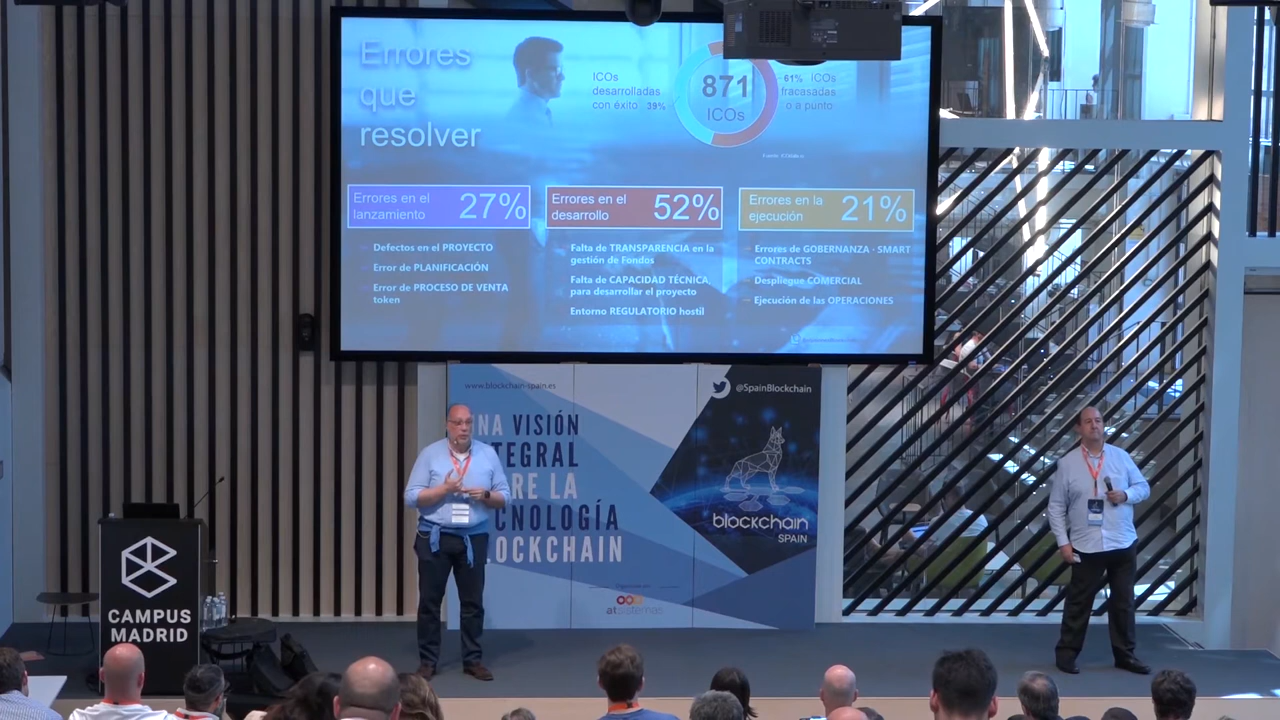 Errores
que
resolver
ICOs
desarrolladas
con éxito 39%
871
ICOs
61% ICOs
fracasadas
o a punto
Errores en el
lanzamiento
27%
Defectos en el PROYECTO
Error de PLANIFICACIÓN
Error de PROCESO DE VENTA
token
Errores en el
desarrollo
52%
Falta de TRANSPARENCIA en la
gestión de Fondos
Falta de CAPACIDAD TÉCNICA
para desarrollar el proyecto
Entorno REGULATORIO hostil
Errores en la
ejecución
21%
Errores de GOBERNANZA - SMART
CONTRACTS
Despliegue COMERCIAL
Ejecución de las OPERACIONES
www.blockchain-spain.es
@SpainBlockchain
NA VISIÓN
TEGRAL
RE LA
CNOLOGÍA
LOCKCHAIN
blockchain
SPAIN
atsistemas
CAMPUS
MADRID